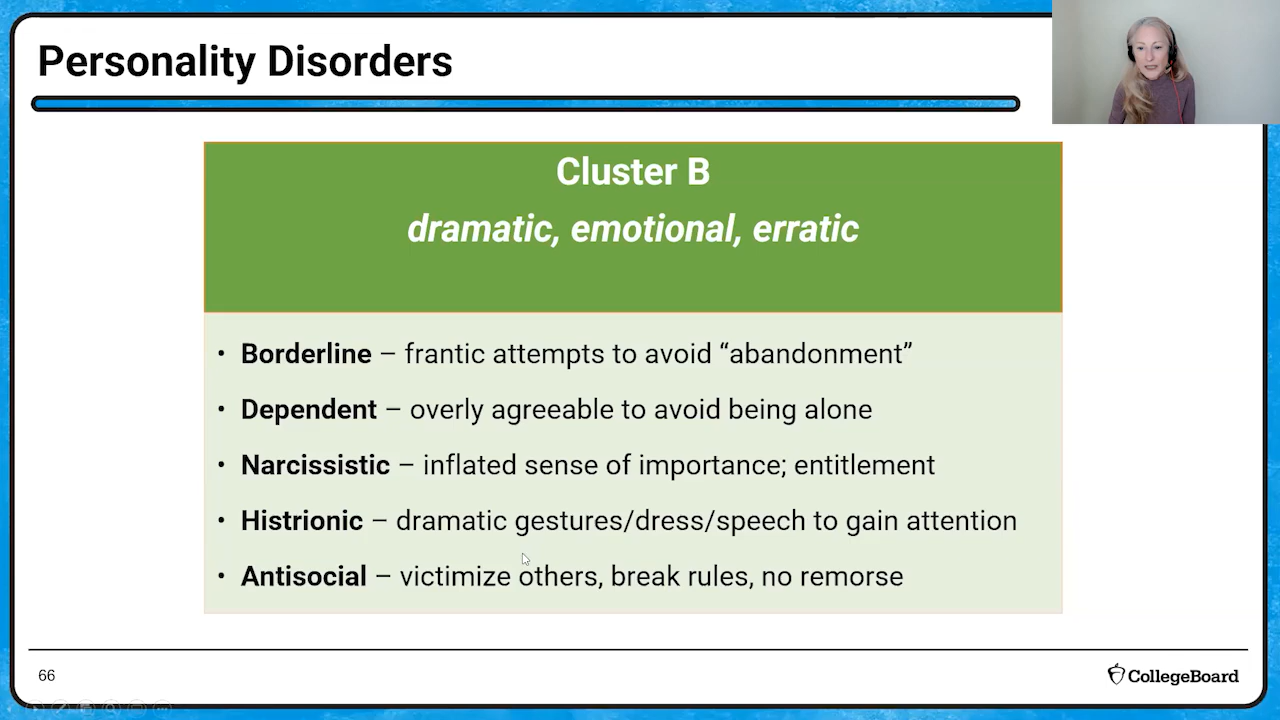 Personality Disorders
Cluster B
dramatic, emotional, erratic
• Borderline – frantic attempts to avoid “abandonment”
• Dependent – overly agreeable to avoid being alone
• Narcissistic – inflated sense of importance; entitlement
• Histrionic – dramatic gestures/dress/speech to gain attention
• Antisocial – victimize others, break rules, no remorse
66
CollegeBoard